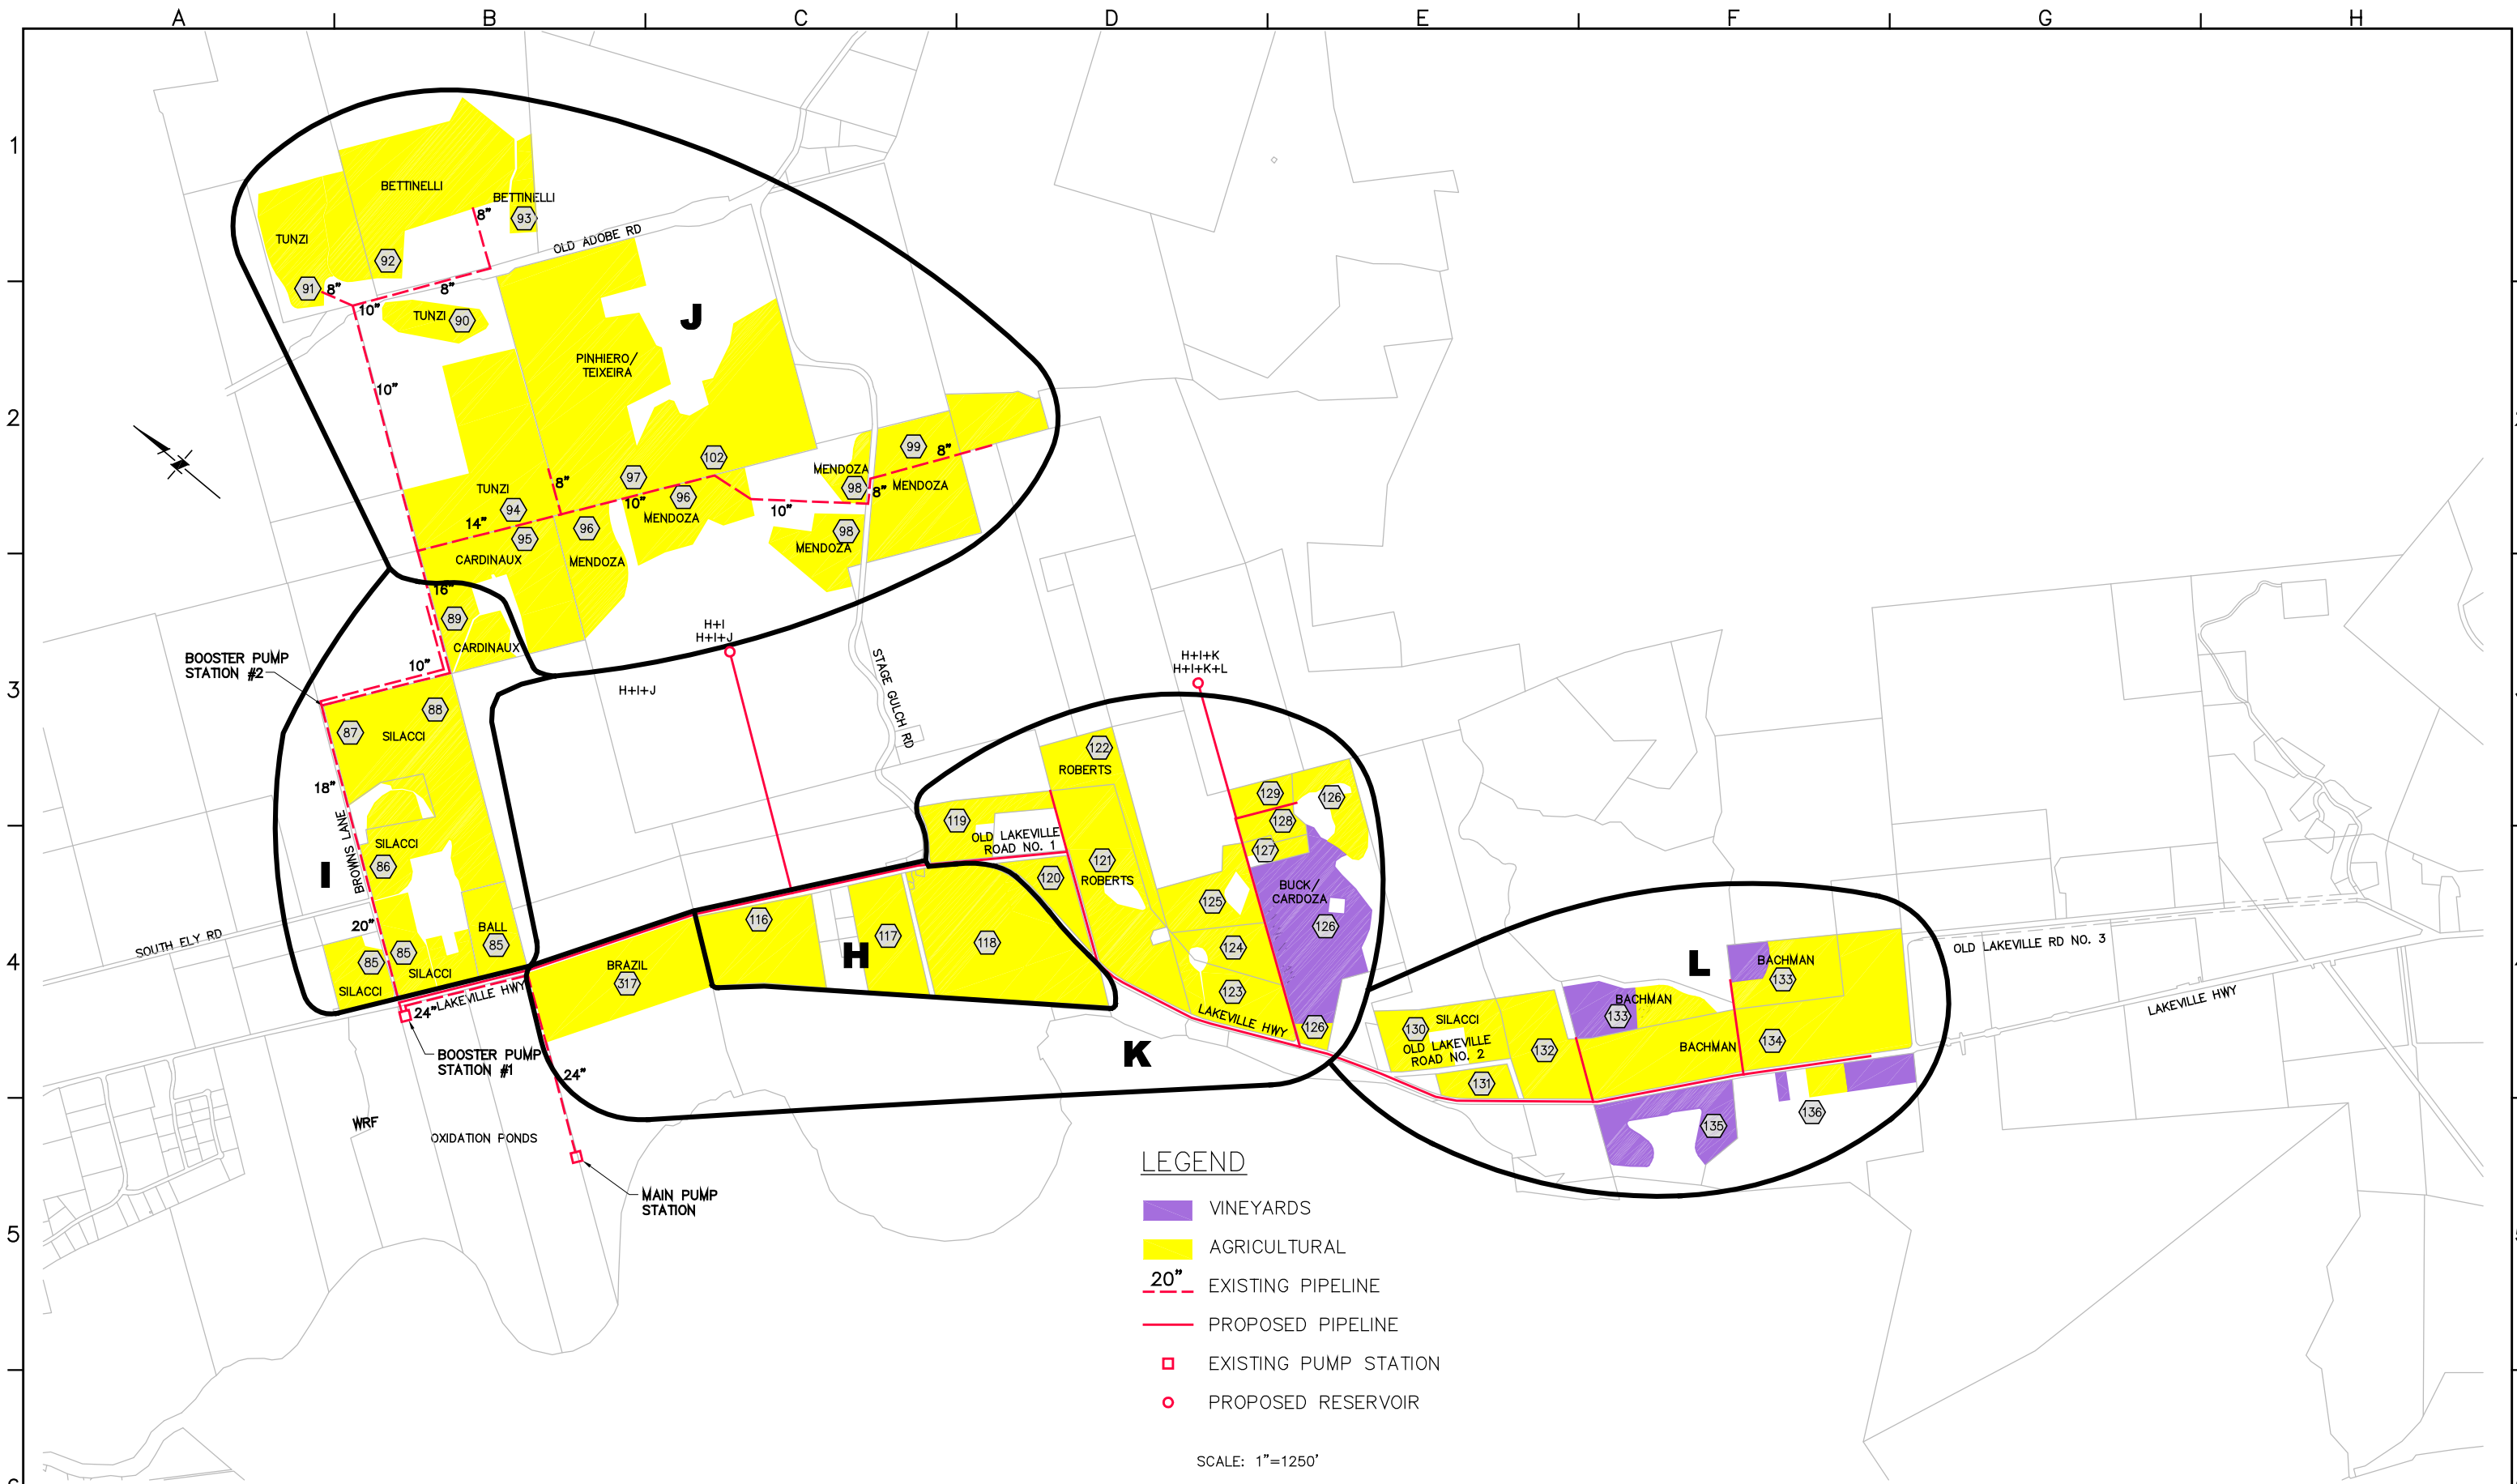 A B C D E F G H
1
BETTINELLI
BETTINELLI
93
8"
TUNZI
OLD ADOBE RD
92
91
8"
8"
10"
TUNZI
90
J
PINHIERO/
TEIXEIRA
10"
2
99
8"
102
MENDOZA
97
98
8"
MENDOZA
8"
TUNZI
96
10"
94
MENDOZA
10"
14"
96
98
95
MENDOZA
CARDINAUX
MENDOZA
16"
89
CARDINAUX
H+I
H+I+J
BOOSTER PUMP
STATION #2
10"
H+I+K
H+I+K+L
3
H+I+J
STAGE GULCH RD
88
87
SILACCI
122
ROBERTS
18"
129
126
119
128
BROWNS LANE
OLD LAKEVILLE
ROAD NO. 1
SILACCI
127
86
121
I
120
ROBERTS
BUCK/
CARDOZA
125
20"
116
126
BALL
SOUTH ELY RD
117
118
124
85
OLD LAKEVILLE RD NO. 3
85
H
4
85
BRAZIL
L
BACHMAN
SILACCI
317
133
SILACCI
123
LAKEVILLE HWY
BACHMAN
LAKEVILLE HWY
24"
133
LAKEVILLE HWY
126
130
SILACCI
OLD LAKEVILLE
ROAD NO. 2
134
BACHMAN
132
K
BOOSTER PUMP
STATION #1
24"
131
136
WRF
135
OXIDATION PONDS
LEGEND
MAIN PUMP
STATION
VINEYARDS
5
AGRICULTURAL
20"
EXISTING PIPELINE
PROPOSED PIPELINE
EXISTING PUMP STATION
PROPOSED RESERVOIR
SCALE: 1"=1250'